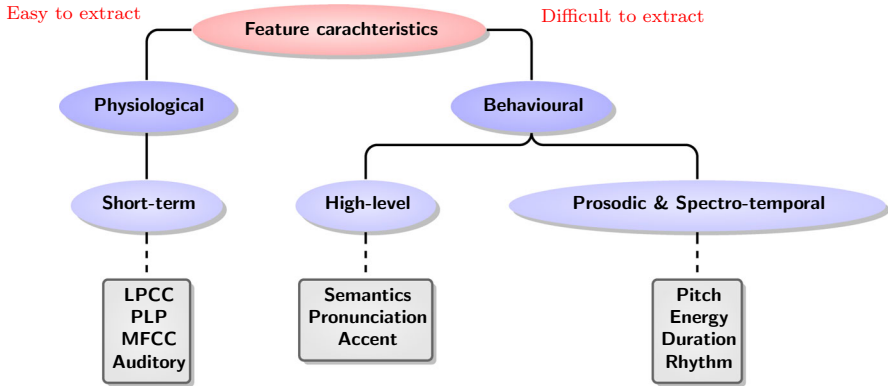 Easy to extract
Feature carachteristics
Difficult to extract
Physiological
Behavioural
Short-term
High-level
Prosodic & Spectro-temporal
LPCC
PLP
MFCC
Auditory
Semantics
Pronunciation
Accent
Pitch
Energy
Duration
Rhythm